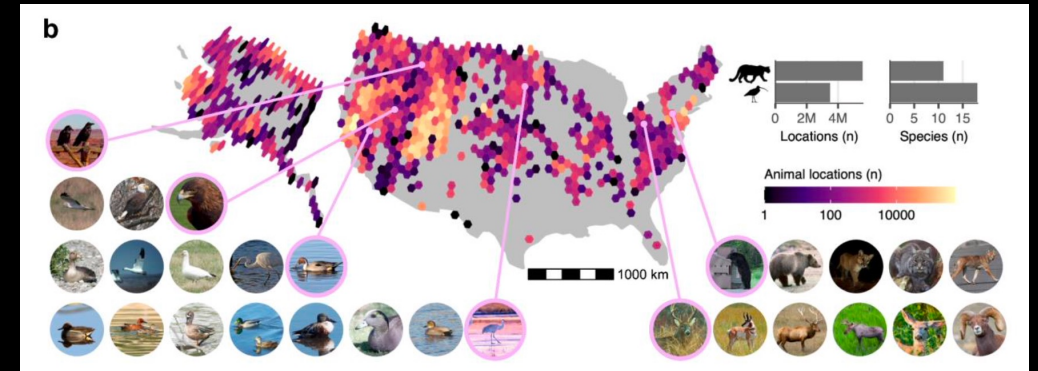 b
0 2M 4M
Locations (n)
0 5 10 15
Species (n)
Animal locations (n)
1 100 10000
1000 km